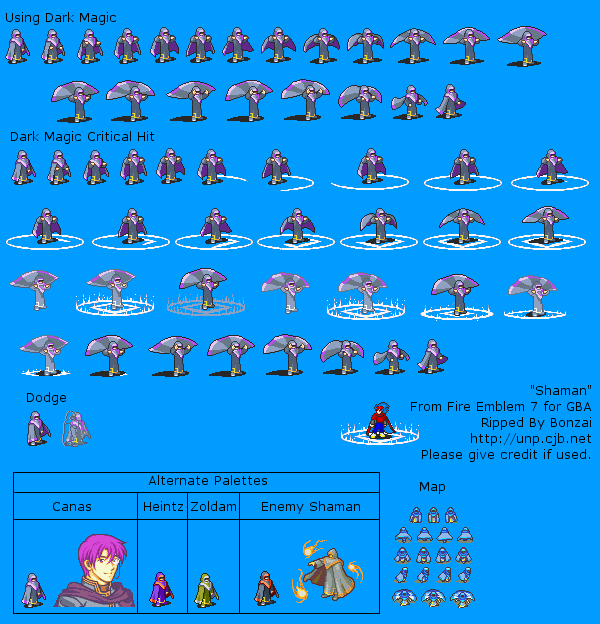 Using Dark Magic
Dark Magic Critical Hit
Dodge
"Shaman"
From Fire Emblem 7 for GBA
Ripped By Bonzai
http://unp.cjb.net
Please give credit if used.
Alternate Palettes
Canas
Heintz
Zoldam
Enemy Shaman
Map